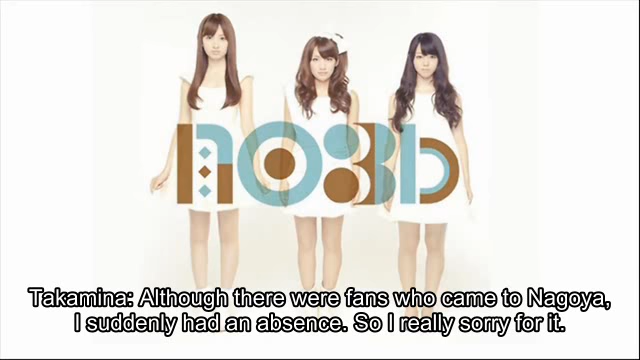 no3b
Takamina: Although there were fans who came to Nagoya,
I suddenly had an absence. So I really sorry for it.